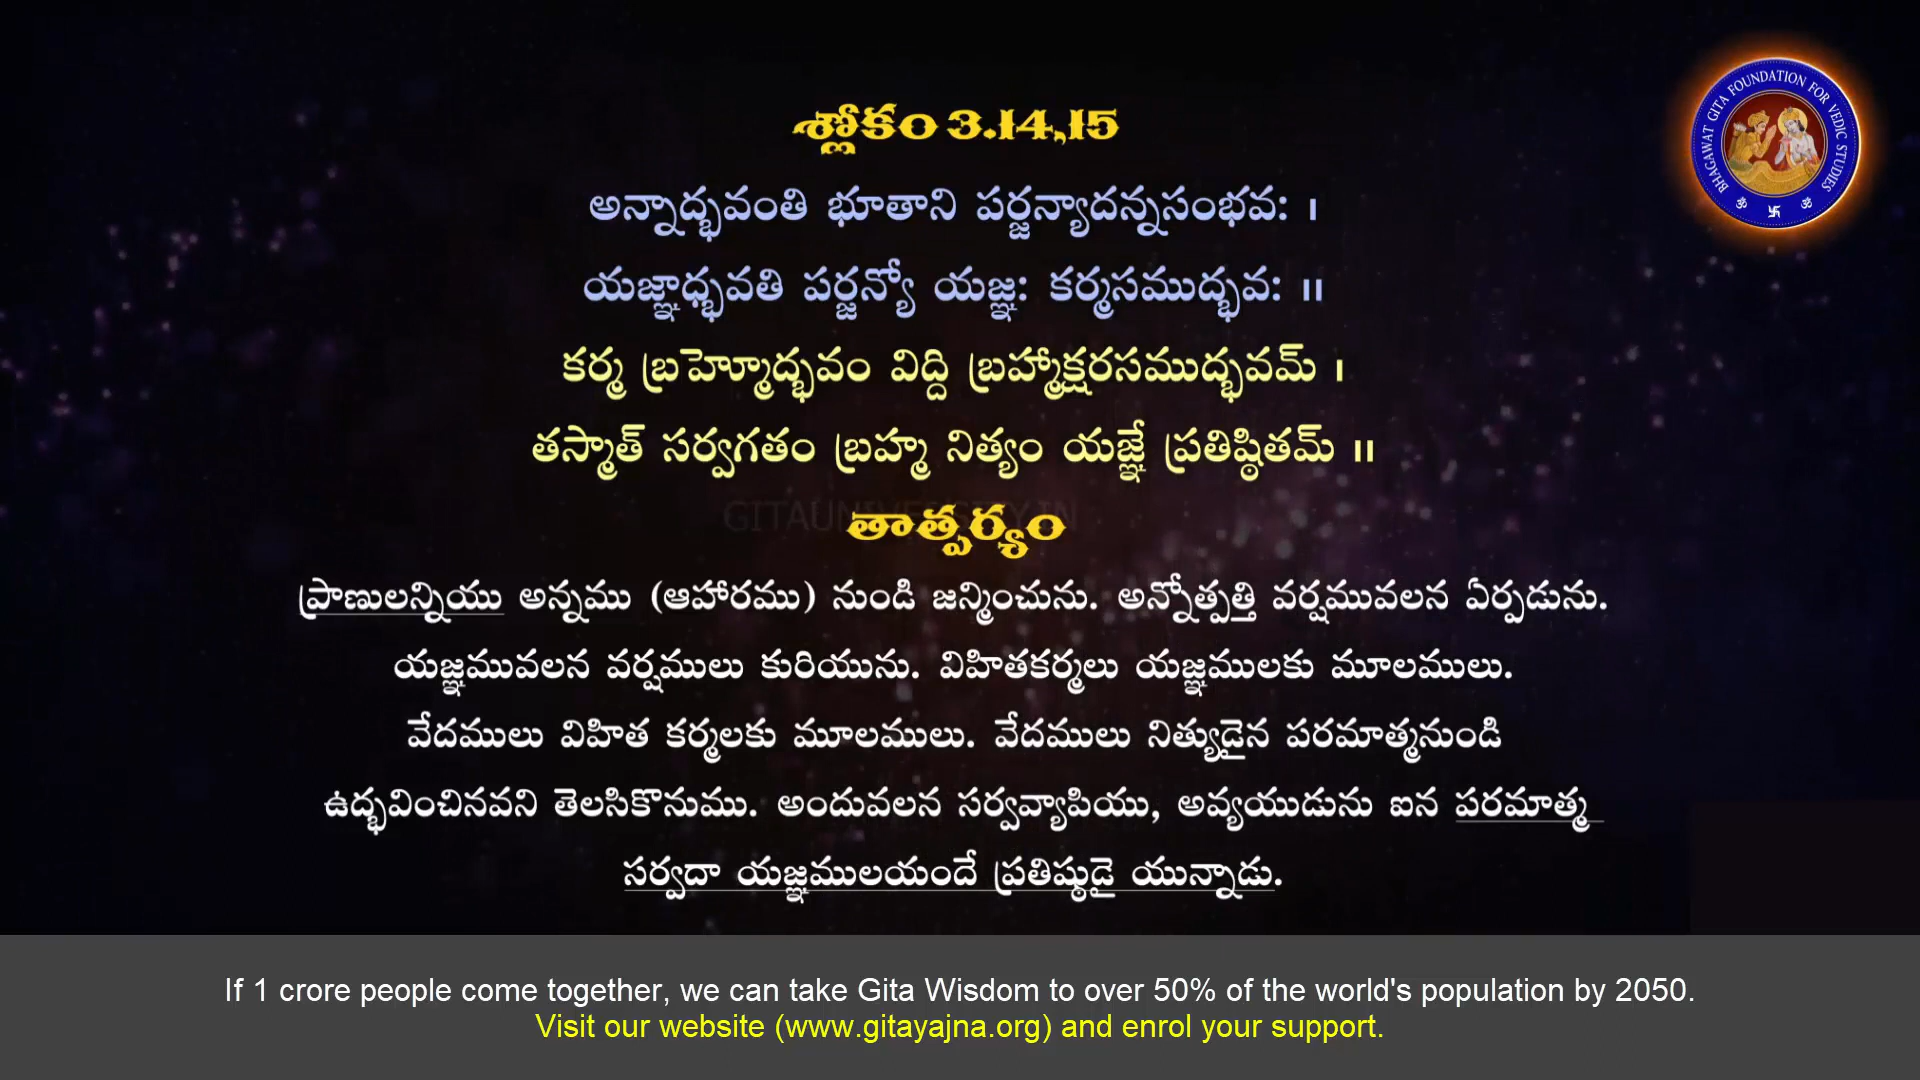 BHAGAWAT GITA FOUNDATION FOR VEDIC STUDIES
ॐ 卐 ॐ
శ్లోకం 3.14,15
అన్నాద్భవంతి భూతాని పర్జన్యాదన్నసంభవః ।
యజ్ఞాద్భవతి పర్జన్యో యజ్ఞః కర్మసముద్భవః ॥
కర్మ బ్రహ్మోద్భవం విద్ది బ్రహ్మాక్షరసముద్భవమ్ ।
తస్మాత్ సర్వగతం బ్రహ్మ నిత్యం యజ్ఞే ప్రతిష్ఠితమ్ ॥
GITAUNIVERSITY.IN
తాత్పర్యం
ప్రాణులన్నియు అన్నము (ఆహారము) నుండి జన్మించును. అన్నోత్పత్తి వర్షమువలన ఏర్పడును.
యజ్ఞమువలన వర్షములు కురియును. విహితకర్మలు యజ్ఞములకు మూలములు.
వేదములు విహిత కర్మలకు మూలములు. వేదములు నిత్యుడైన పరమాత్మనుండి
ఉద్భవించినవని తెలసికొనుము. అందువలన సర్వవ్యాపియు, అవ్యయుడును ఐన పరమాత్మ
సర్వదా యజ్ఞములయందే ప్రతిష్ఠుడై యున్నాడు.
If 1 crore people come together, we can take Gita Wisdom to over 50% of the world's population by 2050.
Visit our website (www.gitayajna.org) and enrol your support.